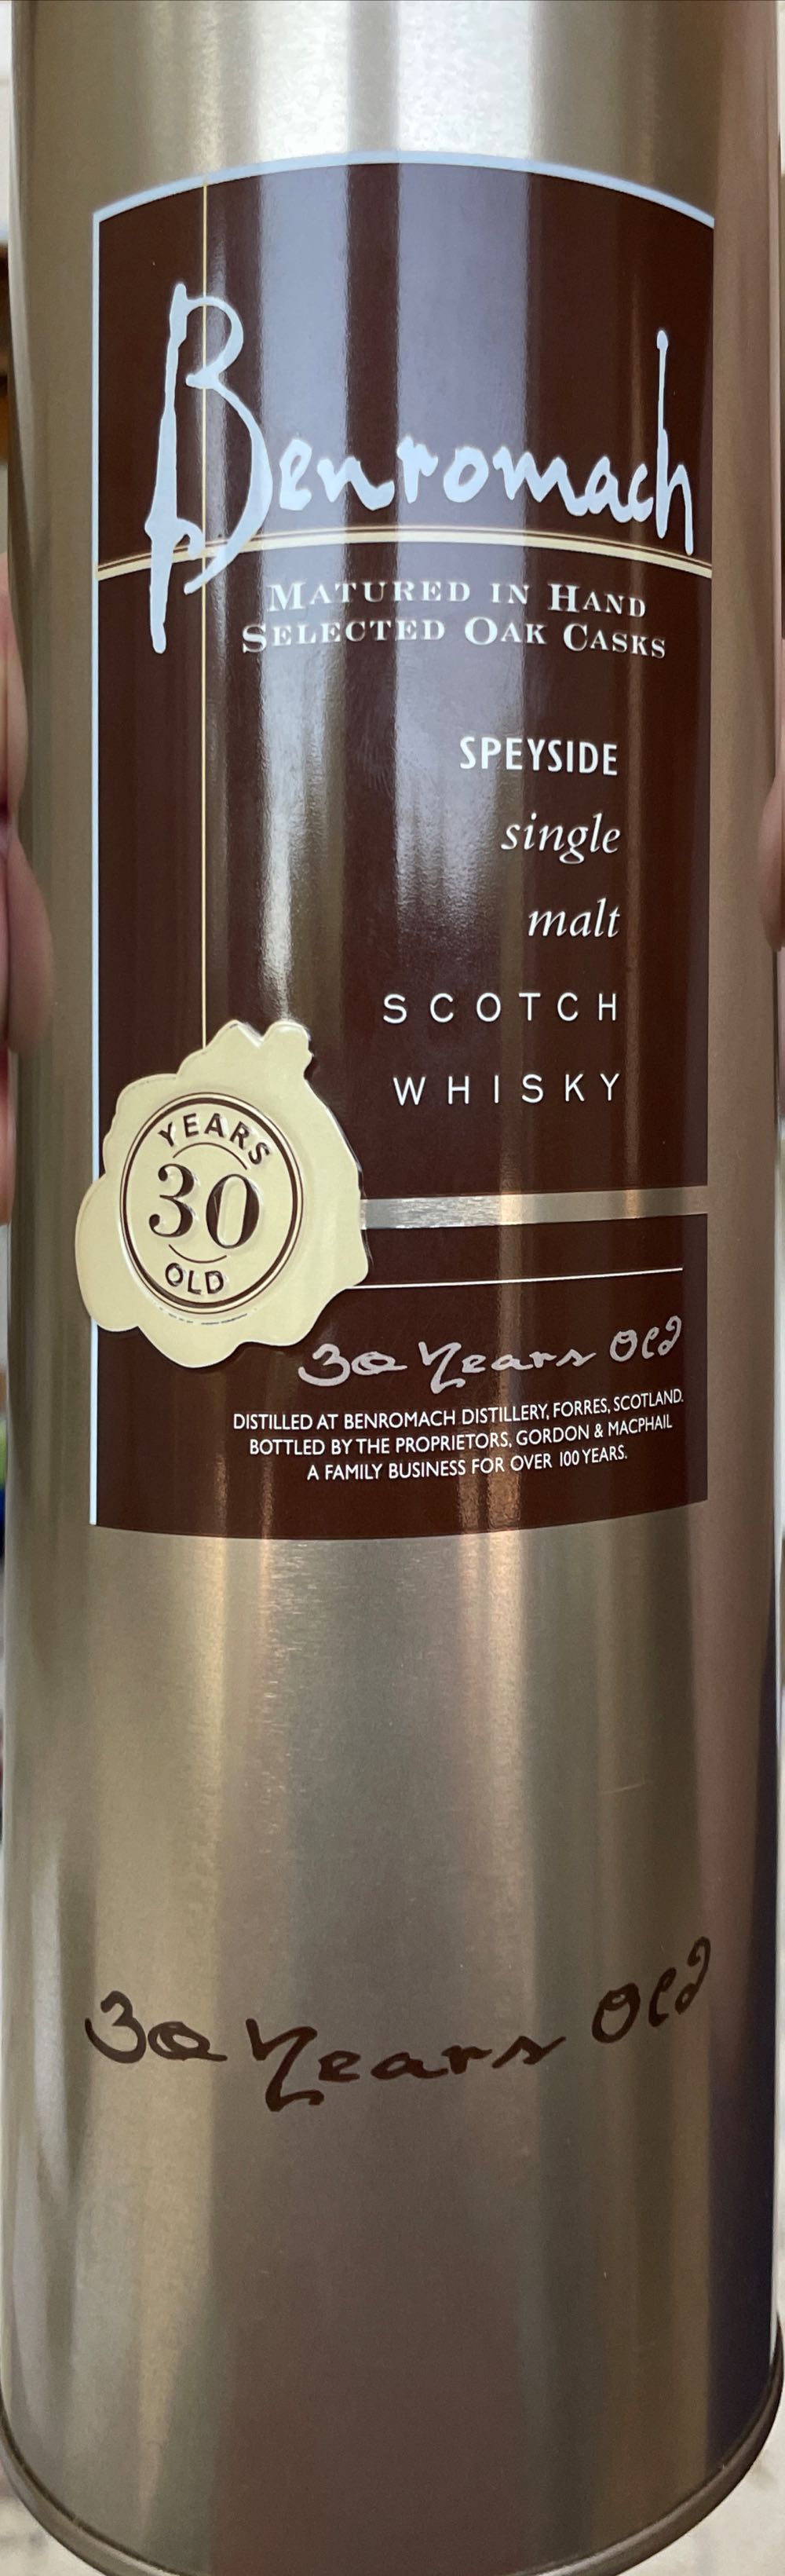 Benromach
MATURED IN HAND
SELECTED OAK CASKS
SPEYSIDE
single
malt
SCOTCH
WHISKY
YEARS
30
OLD
30 Years Old
DISTILLED AT BENROMACH DISTILLERY, FORRES, SCOTLAND.
BOTTLED BY THE PROPRIETORS, GORDON & MACPHAIL
A FAMILY BUSINESS FOR OVER 100 YEARS.
30 Years Old